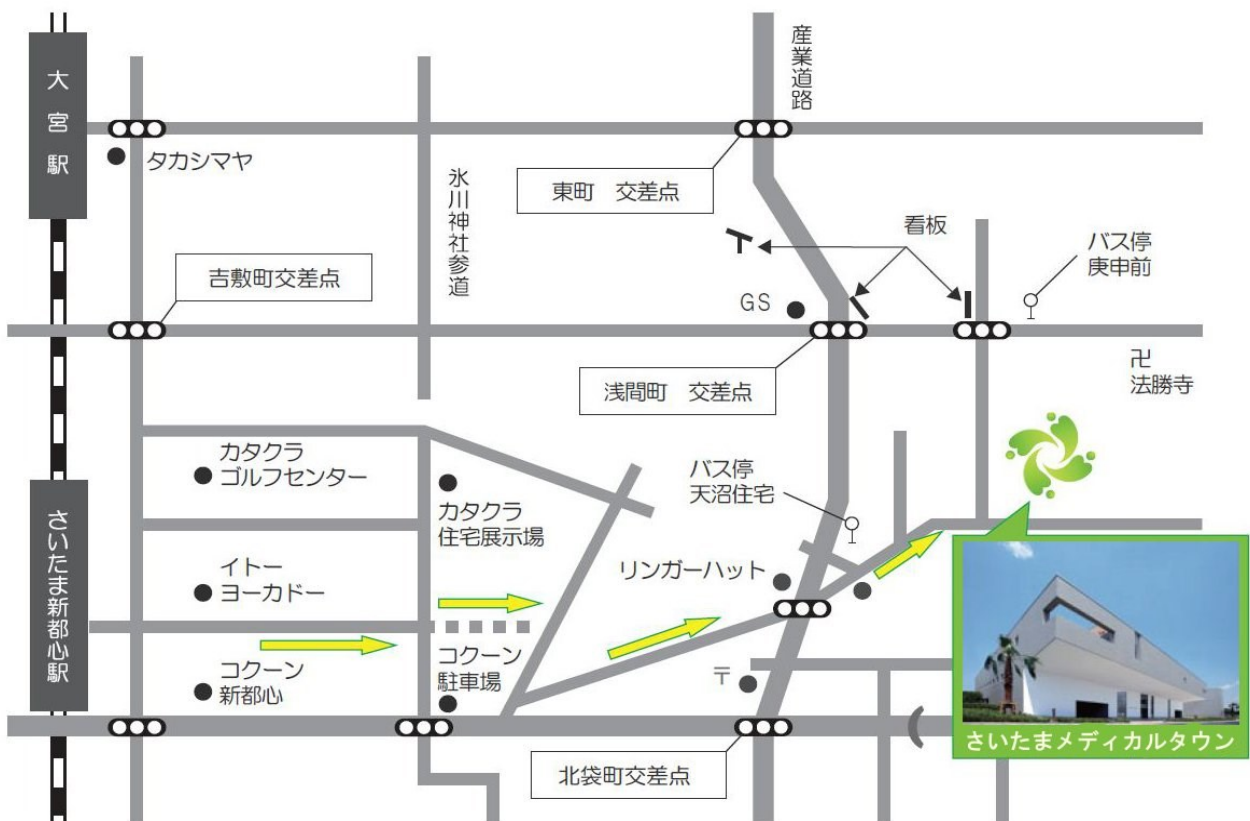 大宮駅
タカシマヤ
氷川神社参道
産業道路
東町 交差点
看板
バス停
庚申前
吉敷町交差点
GS
浅間町 交差点
卍
法勝寺
カタクラ
ゴルフセンター
カタクラ
住宅展示場
バス停
天沼住宅
さいたま新都心駅
イトー
ヨーカドー
リンガーハット
コクーン
新都心
コクーン
駐車場
〒
北袋町交差点
さいたまメディカルタウン